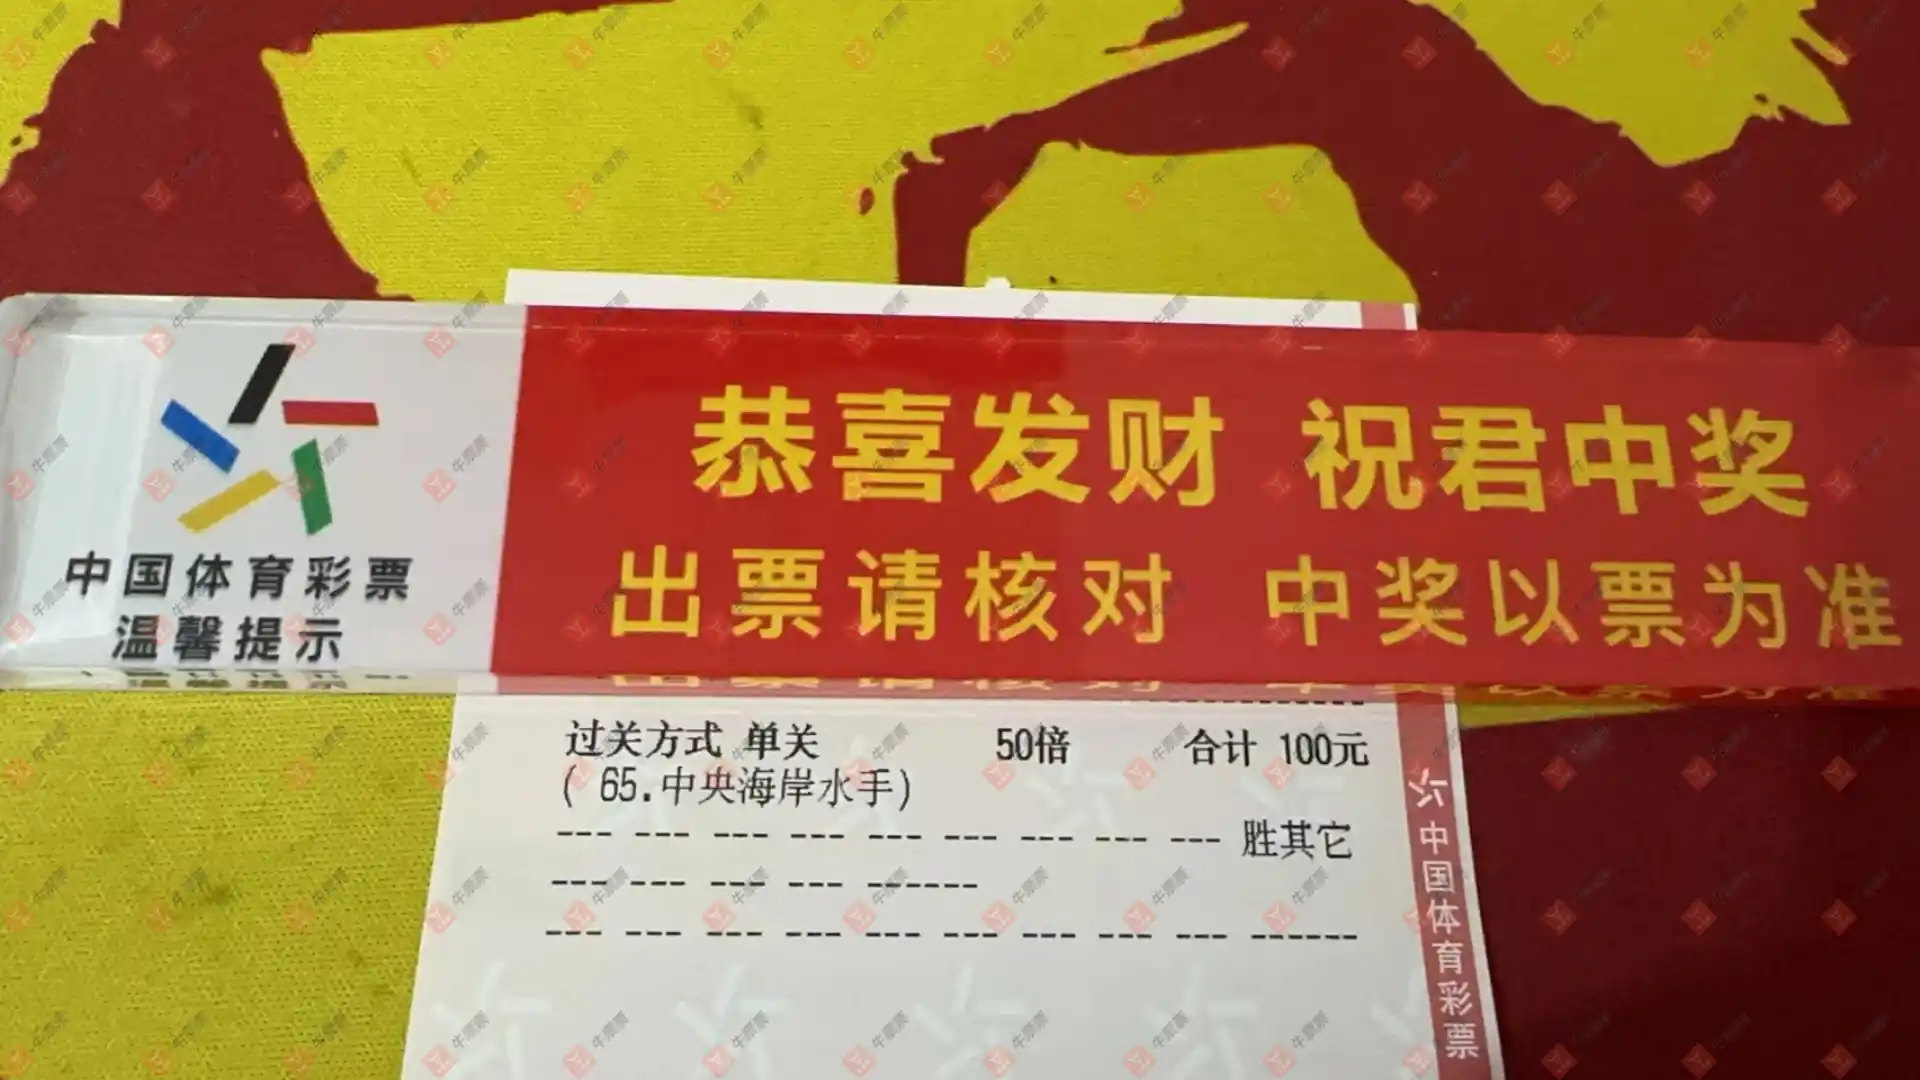 恭喜发财 祝君中奖
出票请核对 中奖以票为准
中国体育彩票
温馨提示
过关方式 单关 50倍 合计 100元
( 65.中央海岸水手)
--- --- --- --- --- --- --- --- --- 胜其它
--- --- --- --- ------
--- --- --- --- --- --- --- --- --- ------
中国体育彩票
牛票票